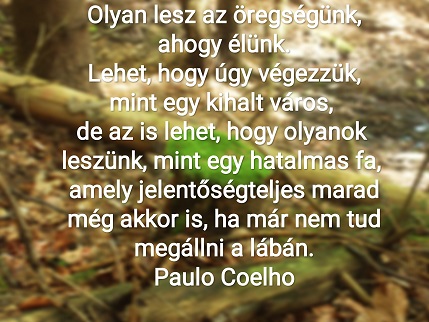 Olyan lesz az öregségünk,
ahogy élünk.
Lehet, hogy úgy végezzük,
mint egy kihalt város,
de az is lehet, hogy olyanok
leszünk, mint egy hatalmas fa,
amely jelentőségteljes marad
még akkor is, ha már nem tud
megállni a lábán.
Paulo Coelho